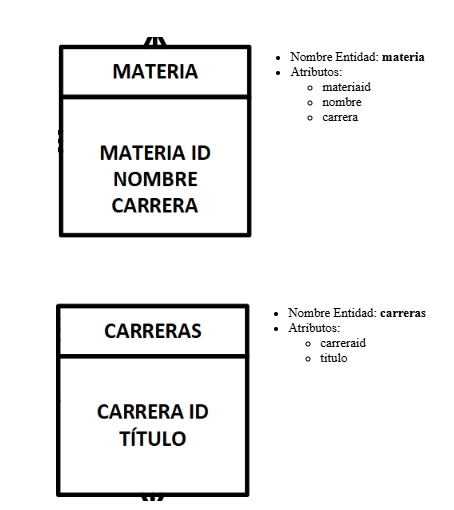 MATERIA
MATERIA ID
NOMBRE
CARRERA
Nombre Entidad: materia
Atributos:
materiaid
nombre
carrera
CARRERAS
CARRERA ID
TÍTULO
Nombre Entidad: carreras
Atributos:
carreraid
titulo